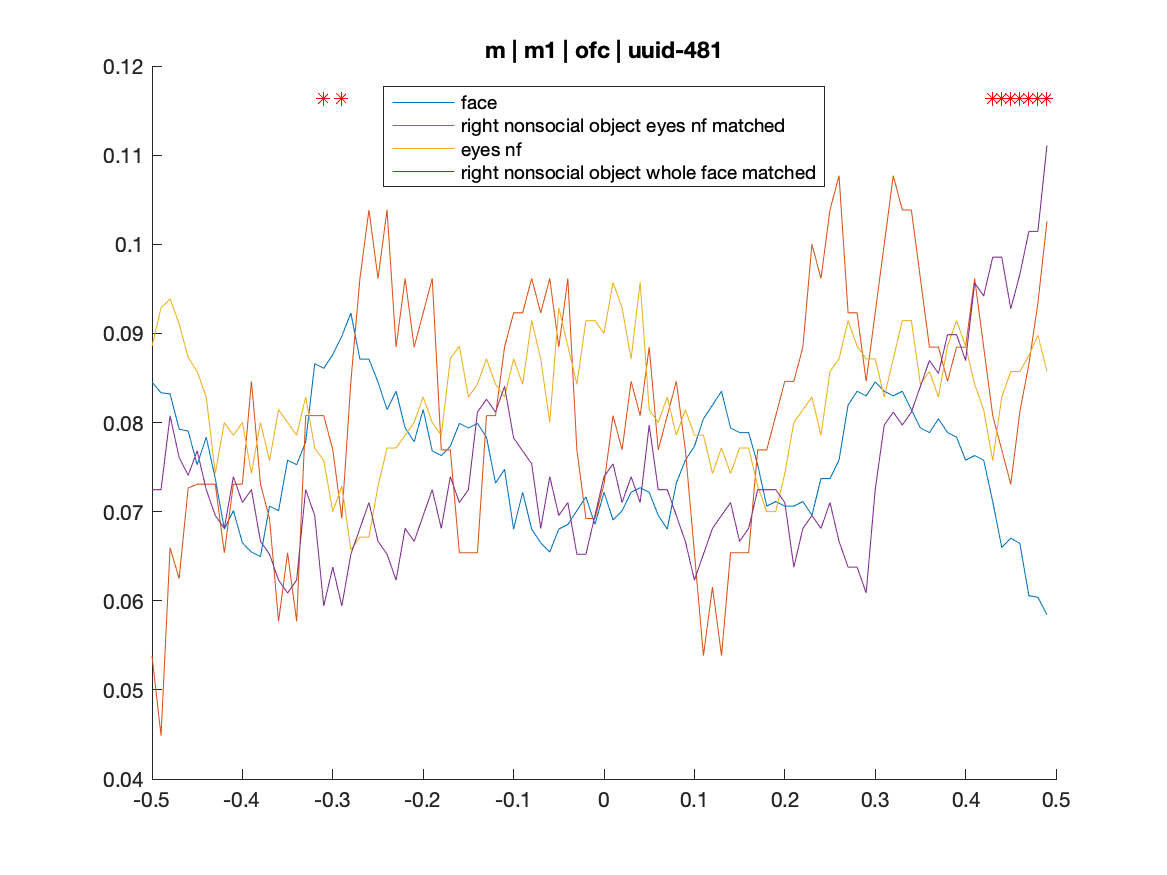 m | m1 | ofc | uuid-481
0.12
0.11
0.1
0.09
0.08
0.07
0.06
0.05
0.04
face
right nonsocial object eyes nf matched
eyes nf
right nonsocial object whole face matched
-0.5 -0.4 -0.3 -0.2 -0.1 0 0.1 0.2 0.3 0.4 0.5